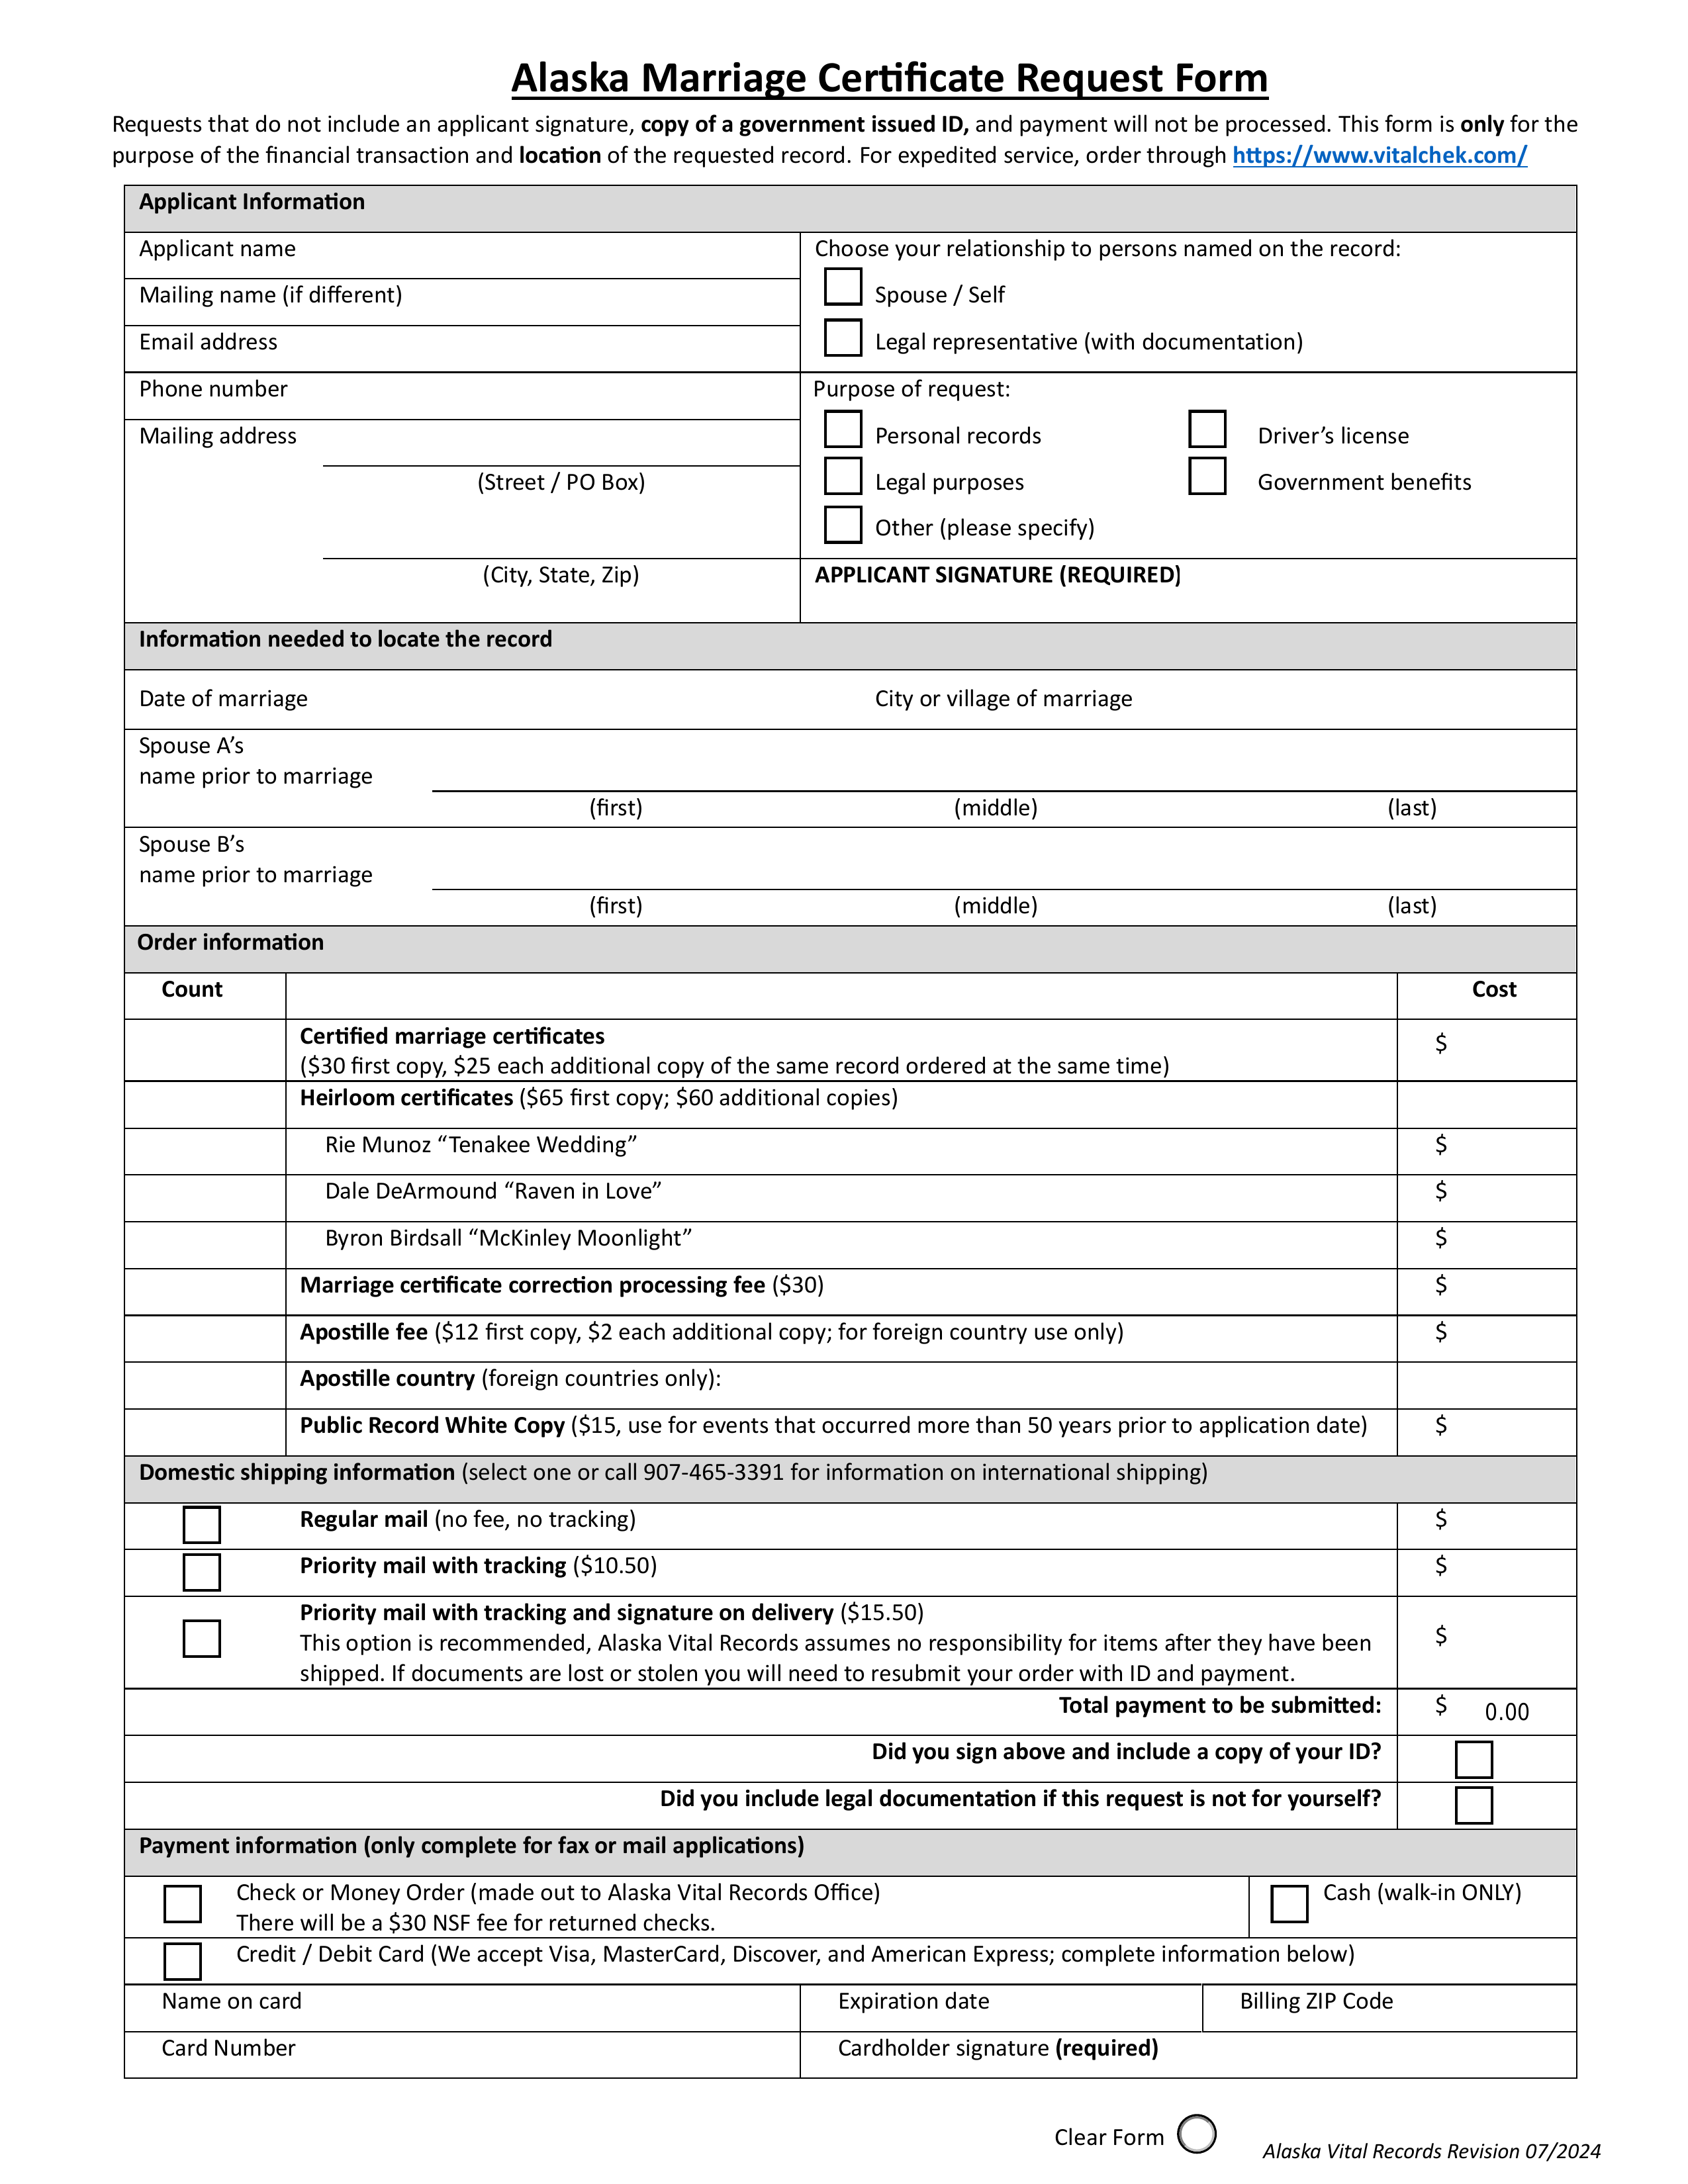 Alaska Marriage Certificate Request Form
Requests that do not include an applicant signature, copy of a government issued ID, and payment will not be processed. This form is only for the
purpose of the financial transaction and location of the requested record. For expedited service, order through https://www.vitalchek.com/
Applicant Information
Applicant name
Mailing name (if different)
Email address
Choose your relationship to persons named on the record:
Spouse / Self
Legal representative (with documentation)
Phone number
Mailing address
(Street / PO Box)
(City, State, Zip)
Purpose of request:
Personal records
Driver’s license
Legal purposes
Government benefits
Other (please specify)
APPLICANT SIGNATURE (REQUIRED)
Information needed to locate the record
Date of marriage
City or village of marriage
Spouse A’s
name prior to marriage
(first) (middle) (last)
Spouse B’s
name prior to marriage
(first) (middle) (last)
Order information
Count Cost
Certified marriage certificates
($30 first copy, $25 each additional copy of the same record ordered at the same time)
$
Heirloom certificates ($65 first copy; $60 additional copies)
Rie Munoz “Tenakee Wedding” $
Dale DeArmound “Raven in Love” $
Byron Birdsall “McKinley Moonlight” $
Marriage certificate correction processing fee ($30) $
Apostille fee ($12 first copy, $2 each additional copy; for foreign country use only) $
Apostille country (foreign countries only):
Public Record White Copy ($15, use for events that occurred more than 50 years prior to application date) $
Domestic shipping information (select one or call 907-465-3391 for information on international shipping)
Regular mail (no fee, no tracking) $
Priority mail with tracking ($10.50) $
Priority mail with tracking and signature on delivery ($15.50)
This option is recommended, Alaska Vital Records assumes no responsibility for items after they have been
shipped. If documents are lost or stolen you will need to resubmit your order with ID and payment.
$
Total payment to be submitted: $ 0.00
Did you sign above and include a copy of your ID?
Did you include legal documentation if this request is not for yourself?
Payment information (only complete for fax or mail applications)
Check or Money Order (made out to Alaska Vital Records Office)
There will be a $30 NSF fee for returned checks.
Cash (walk-in ONLY)
Credit / Debit Card (We accept Visa, MasterCard, Discover, and American Express; complete information below)
Name on card
Expiration date
Billing ZIP Code
Card Number
Cardholder signature (required)
Clear Form
Alaska Vital Records Revision 07/2024